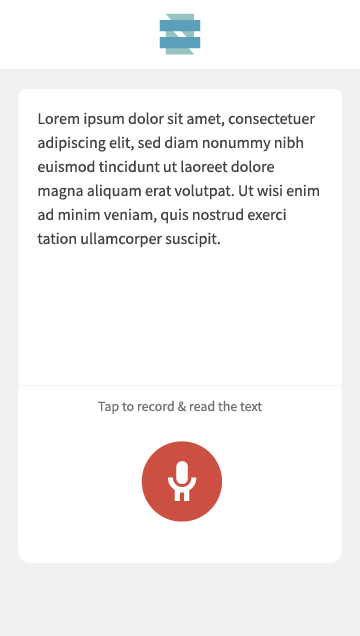 Lorem ipsum dolor sit amet, consectetuer
adipiscing elit, sed diam nonummy nibh
euismod tincidunt ut laoreet dolore
magna aliquam erat volutpat. Ut wisi enim
ad minim veniam, quis nostrud exerci
tation ullamcorper suscipit.
Tap to record & read the text